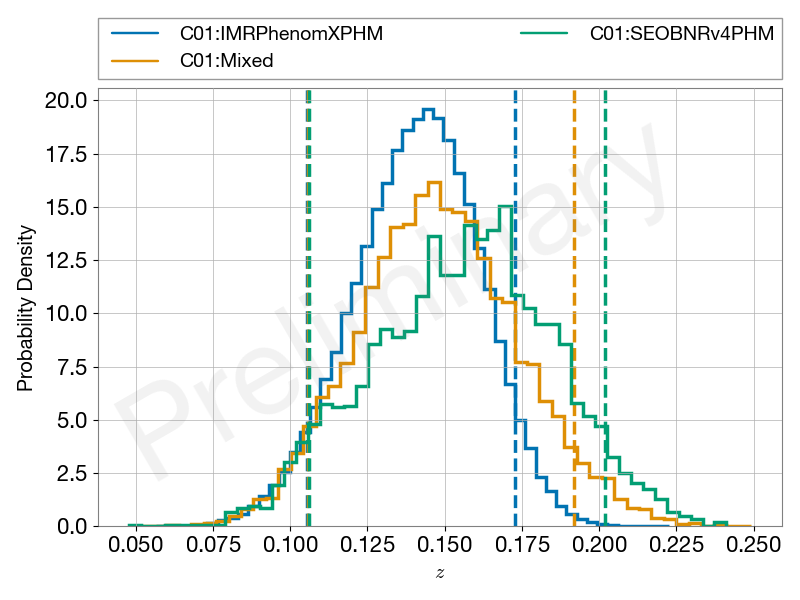 C01:IMRPhenomXPHM
C01:Mixed
C01:SEOBNRv4PHM
20.0
17.5
15.0
12.5
10.0
7.5
5.0
2.5
0.0
Probability Density
Preliminary
0.050 0.075 0.100 0.125 0.150 0.175 0.200 0.225 0.250
z